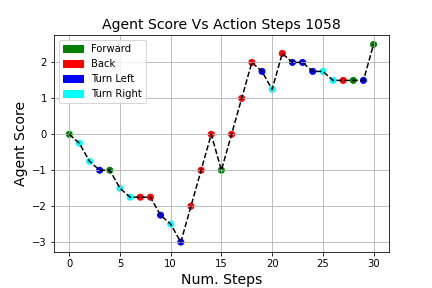 Agent Score Vs Action Steps 1058
Forward
Back
Turn Left
Turn Right
Agent Score
2
1
0
−1
−2
−3
0 5 10 15 20 25 30
Num. Steps